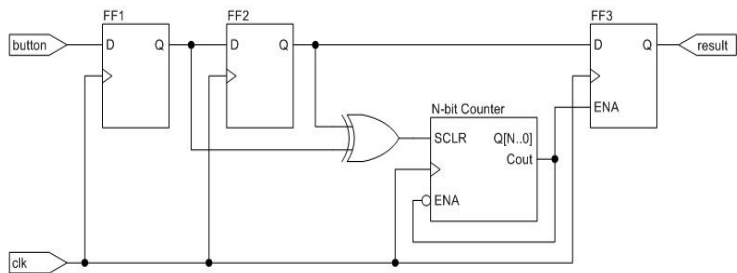 FF1
FF2
FF3
button
D Q
D Q
D Q
result
N-bit Counter
ENA
SCLR Q[N..0]
Cout
ENA
clk